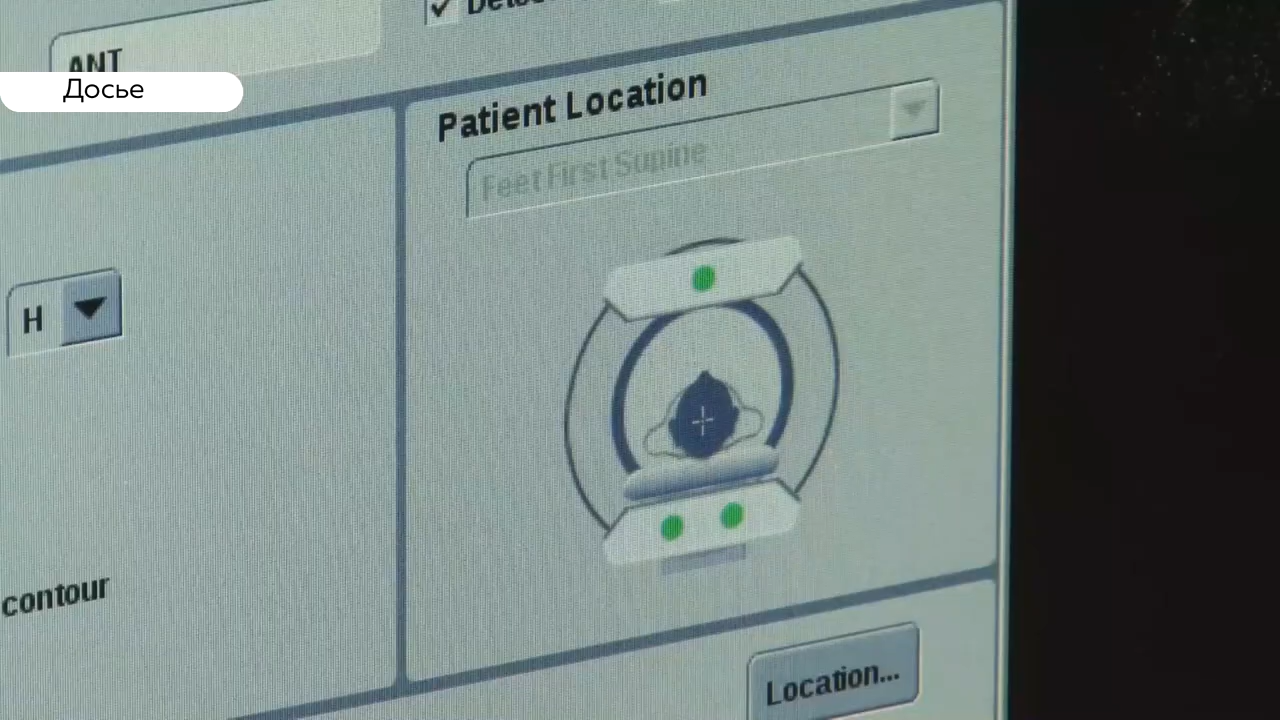 ANT
Досье
Patient Location
Feet First Supine
H
contour
Location...